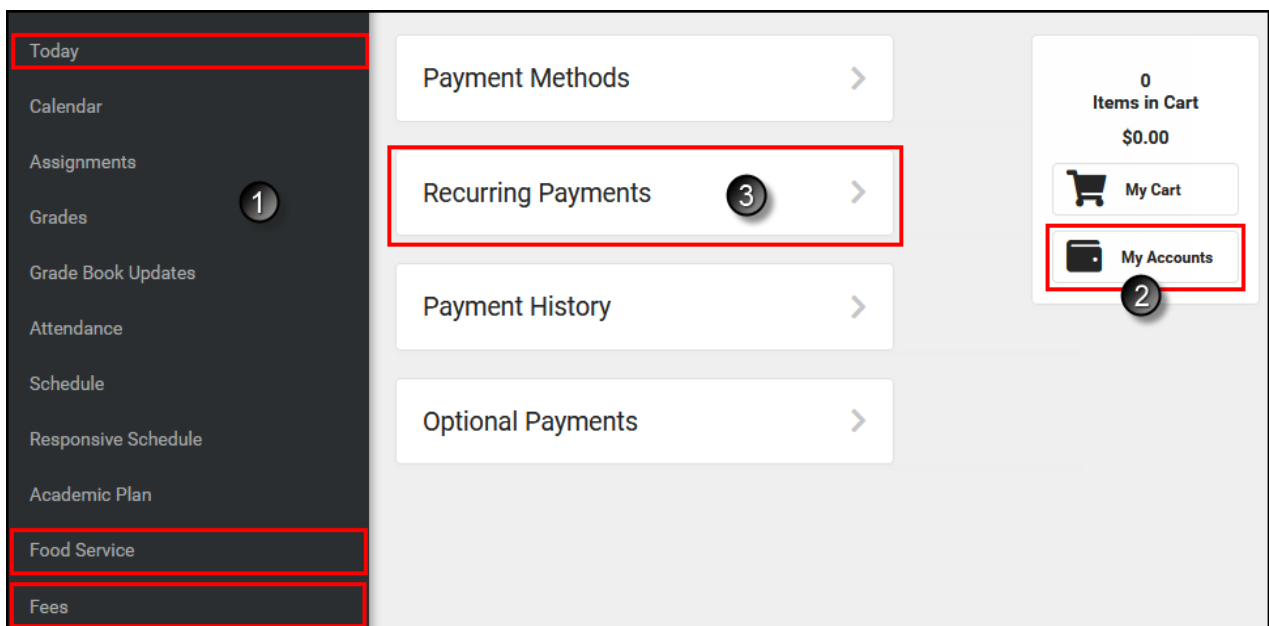 Today
Calendar
Assignments
Grades
Grade Book Updates
Attendance
Schedule
Responsive Schedule
Academic Plan
Food Service
Fees
1
Payment Methods
Recurring Payments
3
Payment History
Optional Payments
0
Items in Cart
$0.00
My Cart
My Accounts
2